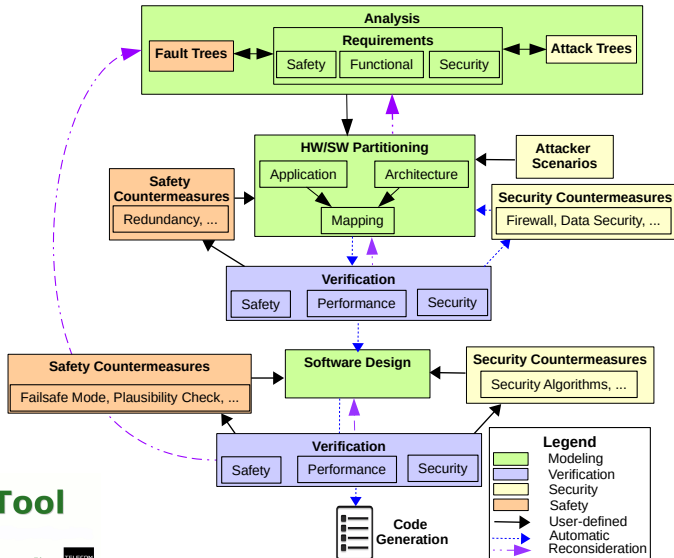 Analysis
Requirements
Fault Trees
Safety
Functional
Security
Attack Trees
HW/SW Partitioning
Application
Architecture
Mapping
Attacker
Scenarios
Safety
Countermeasures
Redundancy, ...
Security Countermeasures
Firewall, Data Security, ...
Verification
Safety
Performance
Security
Safety Countermeasures
Failsafe Mode, Plausibility Check, ...
Software Design
Security Countermeasures
Security Algorithms, ...
Verification
Safety
Performance
Security
Code
Generation
Legend
Modeling
Verification
Security
Safety
User-defined
Automatic
Reconsideration
Tool
TELECOM